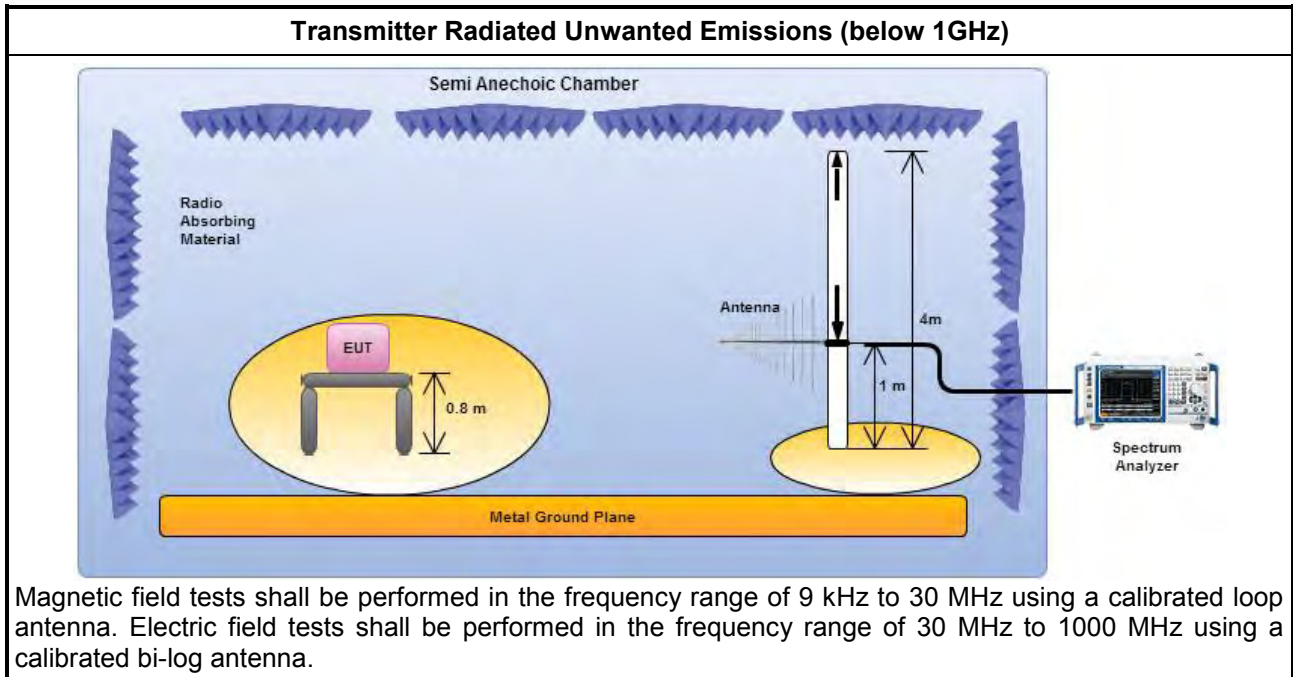 Transmitter Radiated Unwanted Emissions (below 1GHz)
Semi Anechoic Chamber
Radio
Absorbing
Material
Antenna
4m
EUT
1 m
0.8 m
Spectrum
Analyzer
Metal Ground Plane
Magnetic field tests shall be performed in the frequency range of 9 kHz to 30 MHz using a calibrated loop
antenna. Electric field tests shall be performed in the frequency range of 30 MHz to 1000 MHz using a
calibrated bi-log antenna.